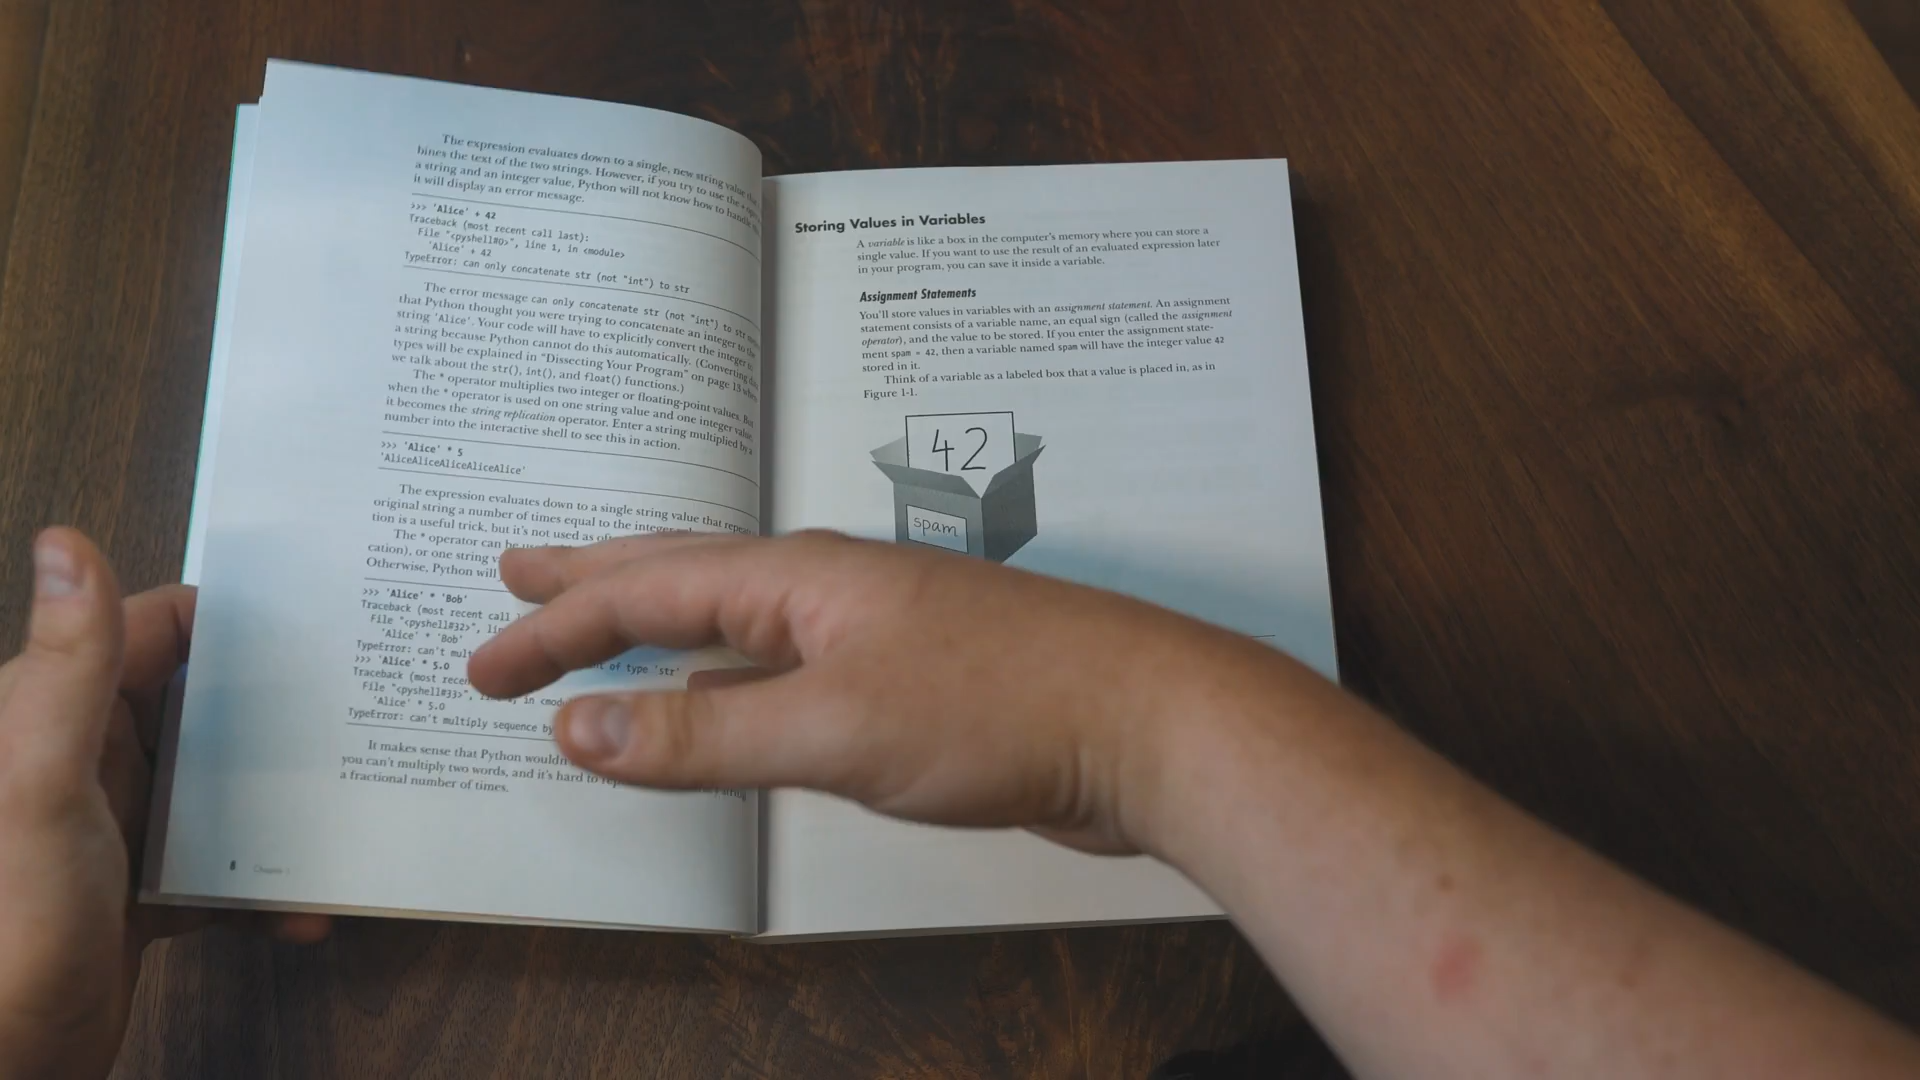 The expression evaluates down to a single, new string value
bines the text of the two strings. However, if you try to use the +
a string and an integer value, Python will not know how to handle
it will display an error message.
>>> 'Alice' + 42
Traceback (most recent call last):
File "<pyshell#0>", line 1, in <module>
'Alice' + 42
TypeError: can only concatenate str (not "int") to str
The error message can only concatenate str (not "int") to str
that Python thought you were trying to concatenate an integer to the
string 'Alice'. Your code will have to explicitly convert the integer to
a string because Python cannot do this automatically. (Converting
types will be explained in "Dissecting Your Program" on page 13 when
we talk about the str(), int(), and float() functions.)
The * operator multiplies two integer or floating-point values. But
when the * operator is used on one string value and one integer value,
it becomes the string replication operator. Enter a string multiplied by a
number into the interactive shell to see this in action.
>>> 'Alice' * 5
'AliceAliceAliceAliceAlice'
The expression evaluates down to a single string value that
original string a number of times equal to the integer
tion is a useful trick, but it's not used as
The * operator can be
cation), or one string
Otherwise, Python will
>>> 'Alice' * 'Bob'
Traceback (most recent call
File "<pyshell#32>",
'Alice' * 'Bob'
TypeError: can't of type 'str'
>>> 'Alice' * 5.0
Traceback (most
File "<pyshell#33>", in
'Alice' * 5.0
TypeError: can't multiply sequence by
It makes sense that Python
you can't multiply two words, and it's hard to
a fractional number of times.
8 Chapter 1
Storing Values in Variables
A variable is like a box in the computer's memory where you can store a
single value. If you want to use the result of an evaluated expression later
in your program, you can save it inside a variable.
Assignment Statements
You'll store values in variables with an assignment statement. An assignment
statement consists of a variable name, an equal sign (called the assignment
operator), and the value to be stored. If you enter the assignment state-
ment spam = 42, then a variable named spam will have the integer value 42
stored in it.
Think of a variable as a labeled box that a value is placed in, as in
Figure 1-1.
42
spam